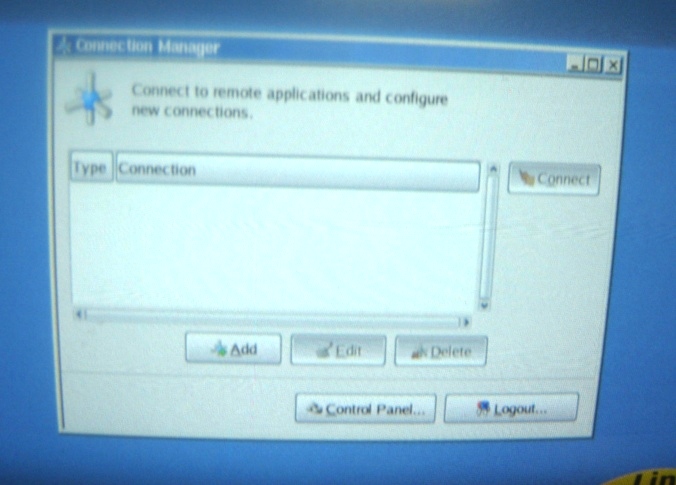 Connection Manager
Connect to remote applications and configure
new connections.
Type Connection
Connect
Add Edit Delete
Control Panel... Logout...